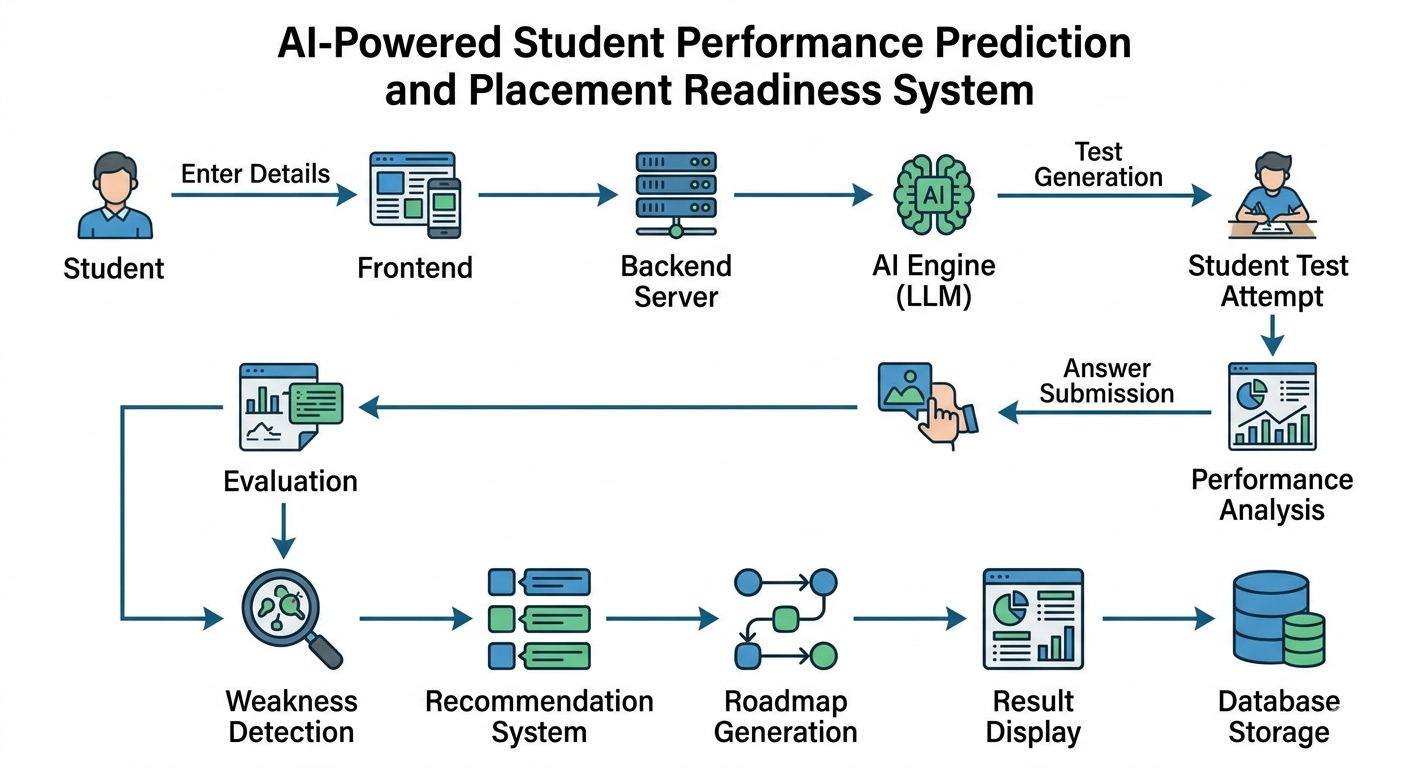 AI-Powered Student Performance Prediction
and Placement Readiness System
Enter Details
Test
Generation
Student
Frontend
Backend
Server
AI
AI Engine
(LLM)
Student Test
Attempt
Answer
Submission
Evaluation
Performance
Analysis
Weakness
Detection
Recommendation
System
Roadmap
Generation
Result
Display
Database
Storage